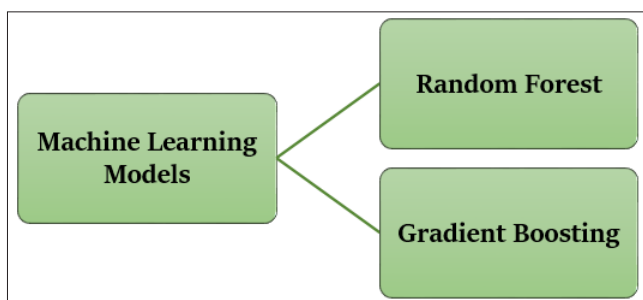 Machine Learning
Models
Random Forest
Gradient Boosting